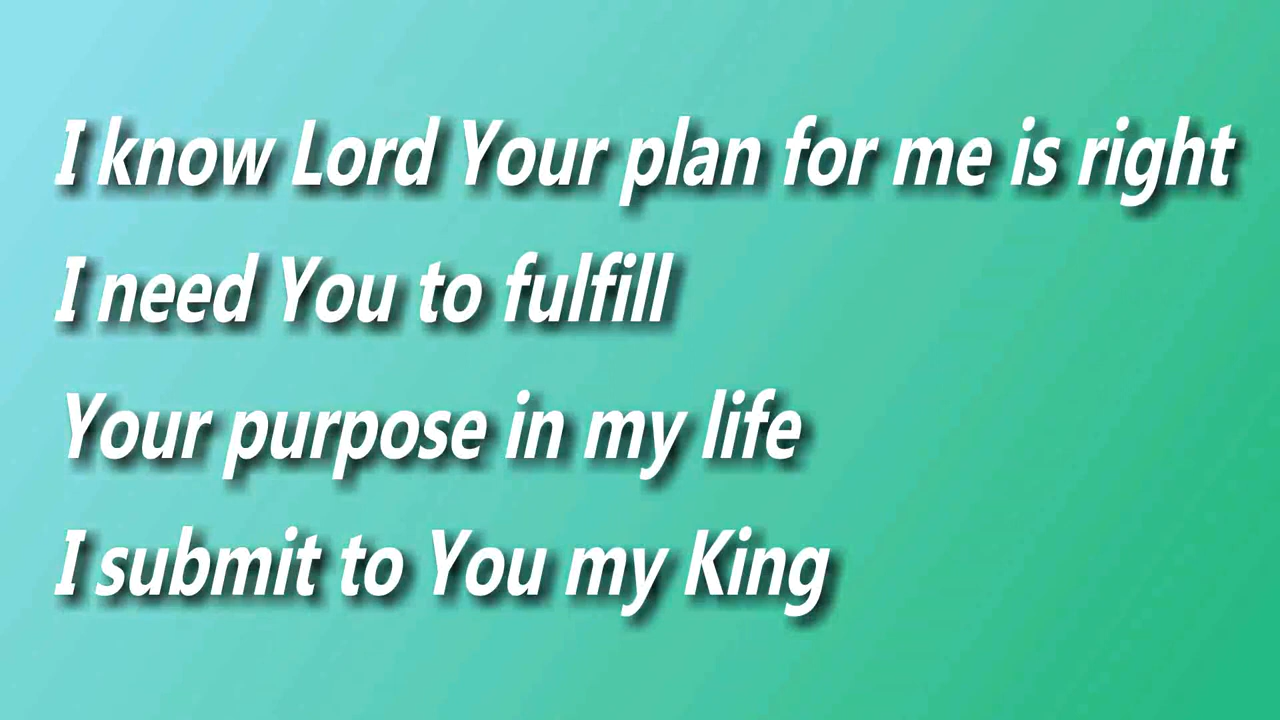 I know Lord Your plan for me is right
I need You to fulfill
Your purpose in my life
I submit to You my King